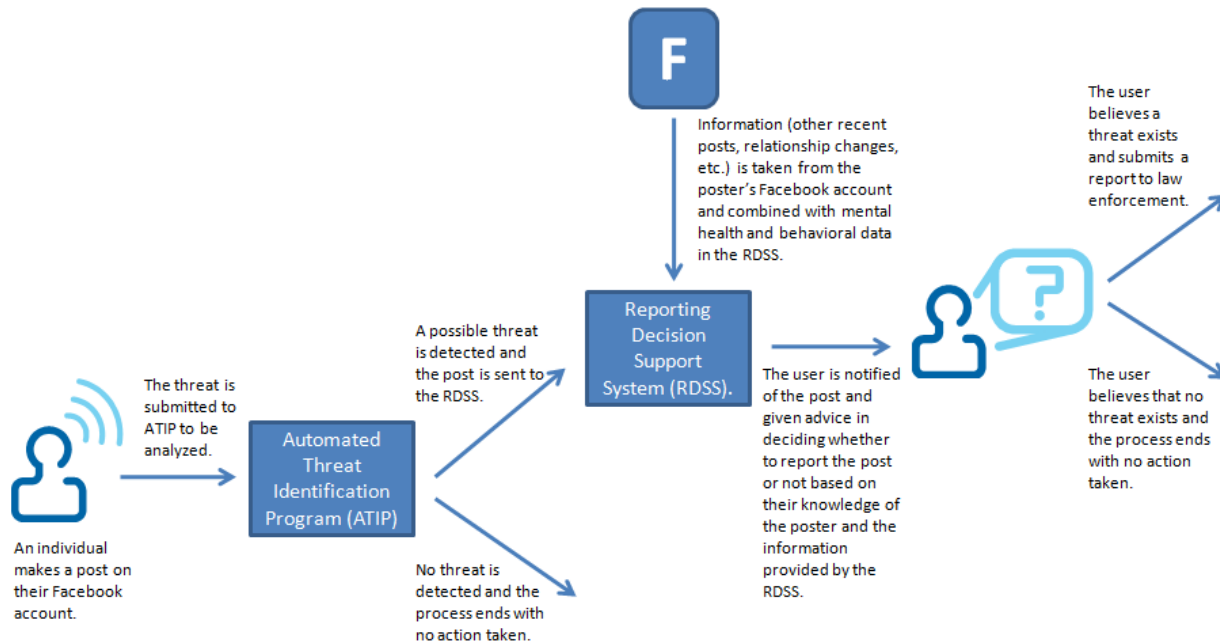 An individual
makes a post on
their Facebook
account.
The threat is
submitted to
ATIP to be
analyzed.
Automated
Threat
Identification
Program (ATIP)
A possible threat
is detected and
the post is sent to
the RDSS.
No threat is
detected and the
process ends with
no action taken.
F
Information (other recent
posts, relationship changes,
etc.) is taken from the
poster’s Facebook account
and combined with mental
health and behavioral data
in the RDSS.
Reporting
Decision
Support
System (RDSS).
The user is notified
of the post and
given advice in
deciding whether
to report the post
or not based on
their knowledge of
the poster and the
information
provided by the
RDSS.
?
The user
believes a
threat exists
and submits a
report to law
enforcement.
The user
believes that no
threat exists and
the process ends
with no action
taken.